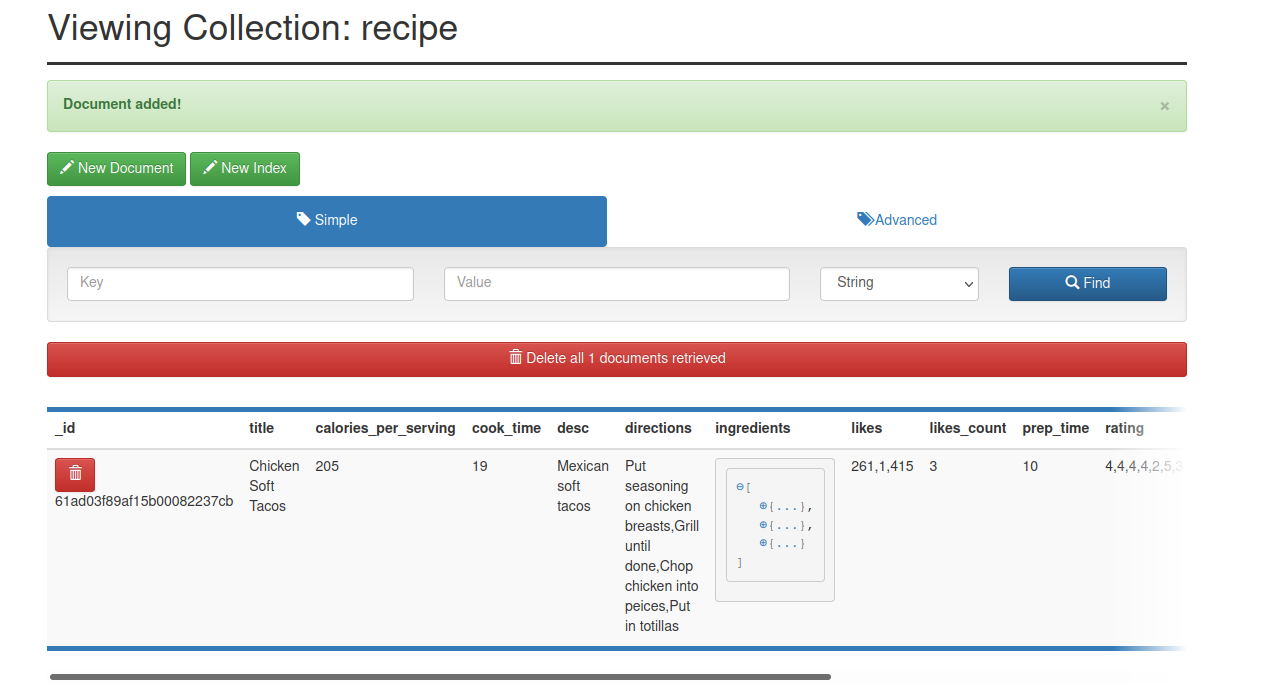 Viewing Collection: recipe
Document added!
×
New Document
New Index
Simple
Advanced
Key
Value
String
Find
Delete all 1 documents retrieved
_id title calories_per_serving cook_time desc directions ingredients likes likes_count prep_time rating
61ad03f89af15b00082237cb
Chicken
Soft
Tacos
205
19
Mexican
soft
tacos
Put
seasoning
on chicken
breasts,Grill
until
done,Chop
chicken into
peices,Put
in totillas
[
{...},
{...},
{...}
]
261,1,415
3
10
4,4,4,4,2,5,3